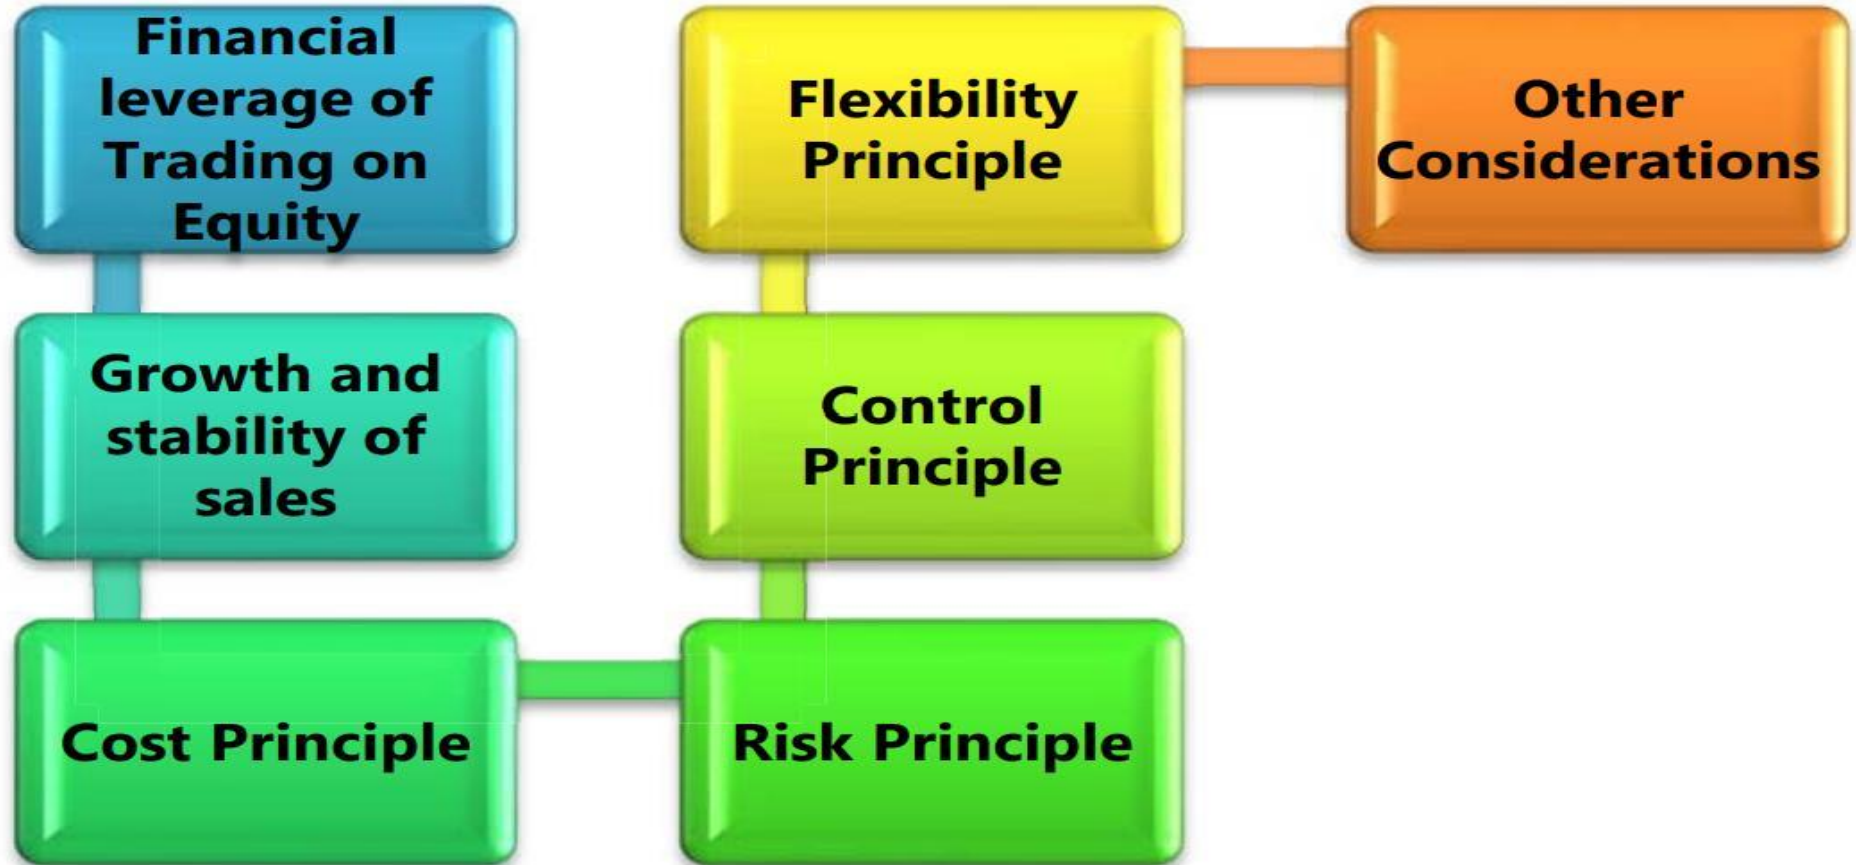 Financial
leverage of
Trading on
Equity
Growth and
stability of
sales
Cost Principle
Risk Principle
Control
Principle
Flexibility
Principle
Other
Considerations